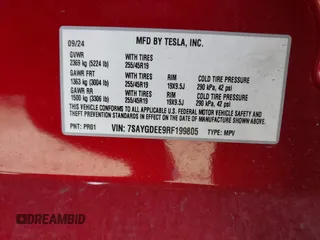 09/24 MFD BY TESLA, INC.
GVWR WITH TIRES
2369 kg (5224 lb) 255/45R19
GAWR FRT WITH TIRES RIM COLD TIRE PRESSURE
1363 kg (3004 lb) 255/45R19 19X9.5J 290 kPa, 42 psi
GAWR RR WITH TIRES RIM COLD TIRE PRESSURE
1500 kg (3306 lb) 255/45R19 19X9.5J 290 kPa, 42 psi
THIS VEHICLE CONFORMS TO ALL APPLICABLE U.S. FEDERAL MOTOR VEHICLE SAFETY
AND THEFT PREVENTION STANDARDS IN EFFECT ON THE DATE OF MANUFACTURE
SHOWN ABOVE.
PNT: PR01 VIN: 7SAYGDEE9RF199805 TYPE: MPV
© DREAMBID